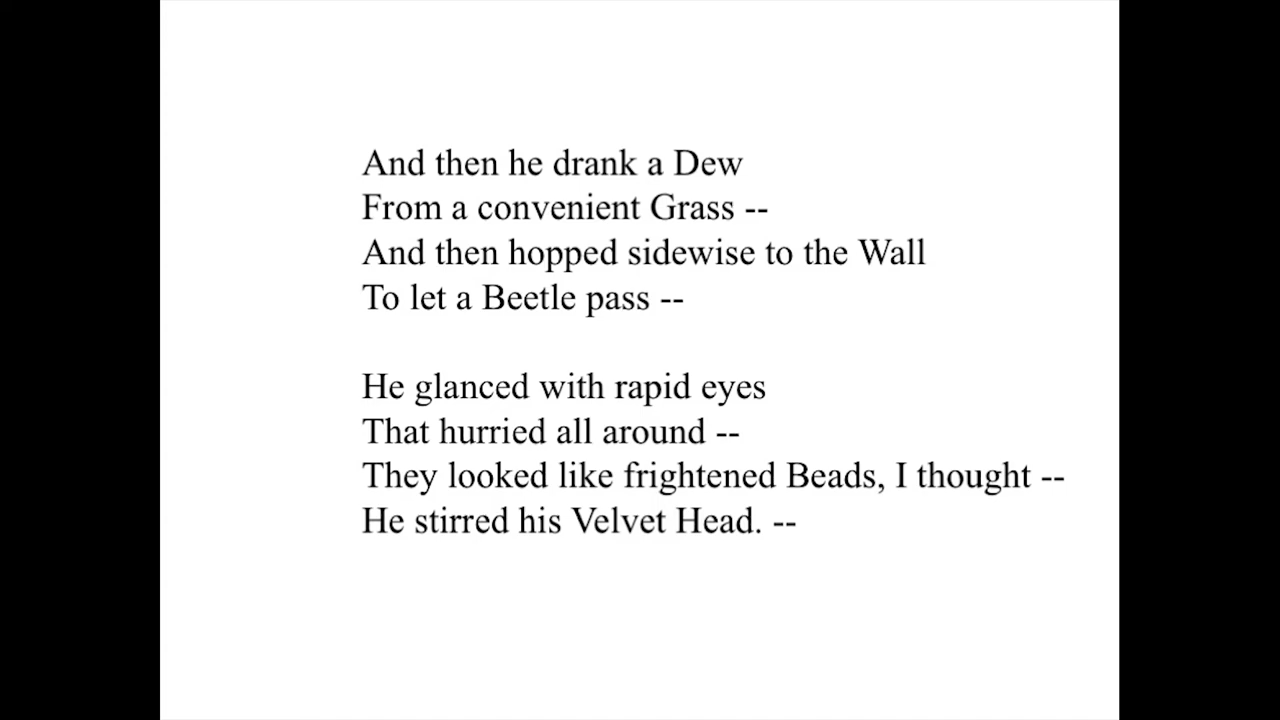 And then he drank a Dew
From a convenient Grass --
And then hopped sidewise to the Wall
To let a Beetle pass --
He glanced with rapid eyes
That hurried all around --
They looked like frightened Beads, I thought --
He stirred his Velvet Head. --